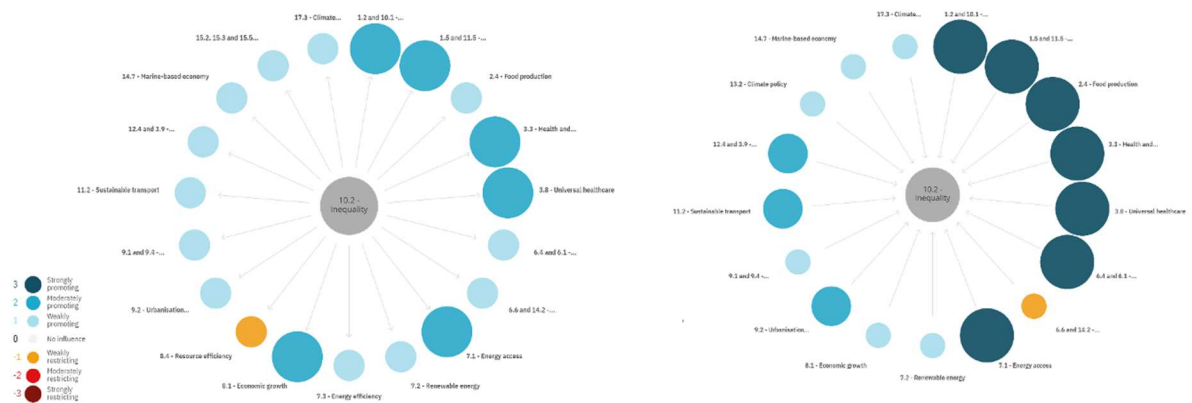 17.3 - Climate...
1.2 and 10.1 -...
15.2, 15.3 and 15.5...
1.5 and 11.5 -...
14.7 - Marine-based economy
2.4 - Food production
12.4 and 3.9 -...
3.3 - Health and...
11.2 - Sustainable transport
10.2 -
Inequality
3.8 - Universal healthcare
9.1 and 9.4 -...
6.4 and 6.1 -...
9.2 - Urbanisation...
6.6 and 14.2 -...
8.4 - Resource efficiency
7.1 - Energy access
8.1 - Economic growth
7.2 - Renewable energy
7.3 - Energy efficiency
3 Strongly
promoting
2 Moderately
promoting
1 Weakly
promoting
0 No influence
-1 Weakly
restricting
-2 Moderately
restricting
-3 Strongly
restricting
17.3 - Climate...
1.2 and 10.1 -...
14.7 - Marine-based economy
1.5 and 11.5 -...
13.2 - Climate policy
2.4 - Food production
12.4 and 3.9 -...
3.3 - Health and...
10.2 -
Inequality
11.2 - Sustainable transport
3.8 - Universal healthcare
9.1 and 9.4 -...
6.4 and 6.1 -...
9.2 - Urbanisation...
6.6 and 14.2 -...
8.1 - Economic growth
7.1 - Energy access
7.2 - Renewable energy